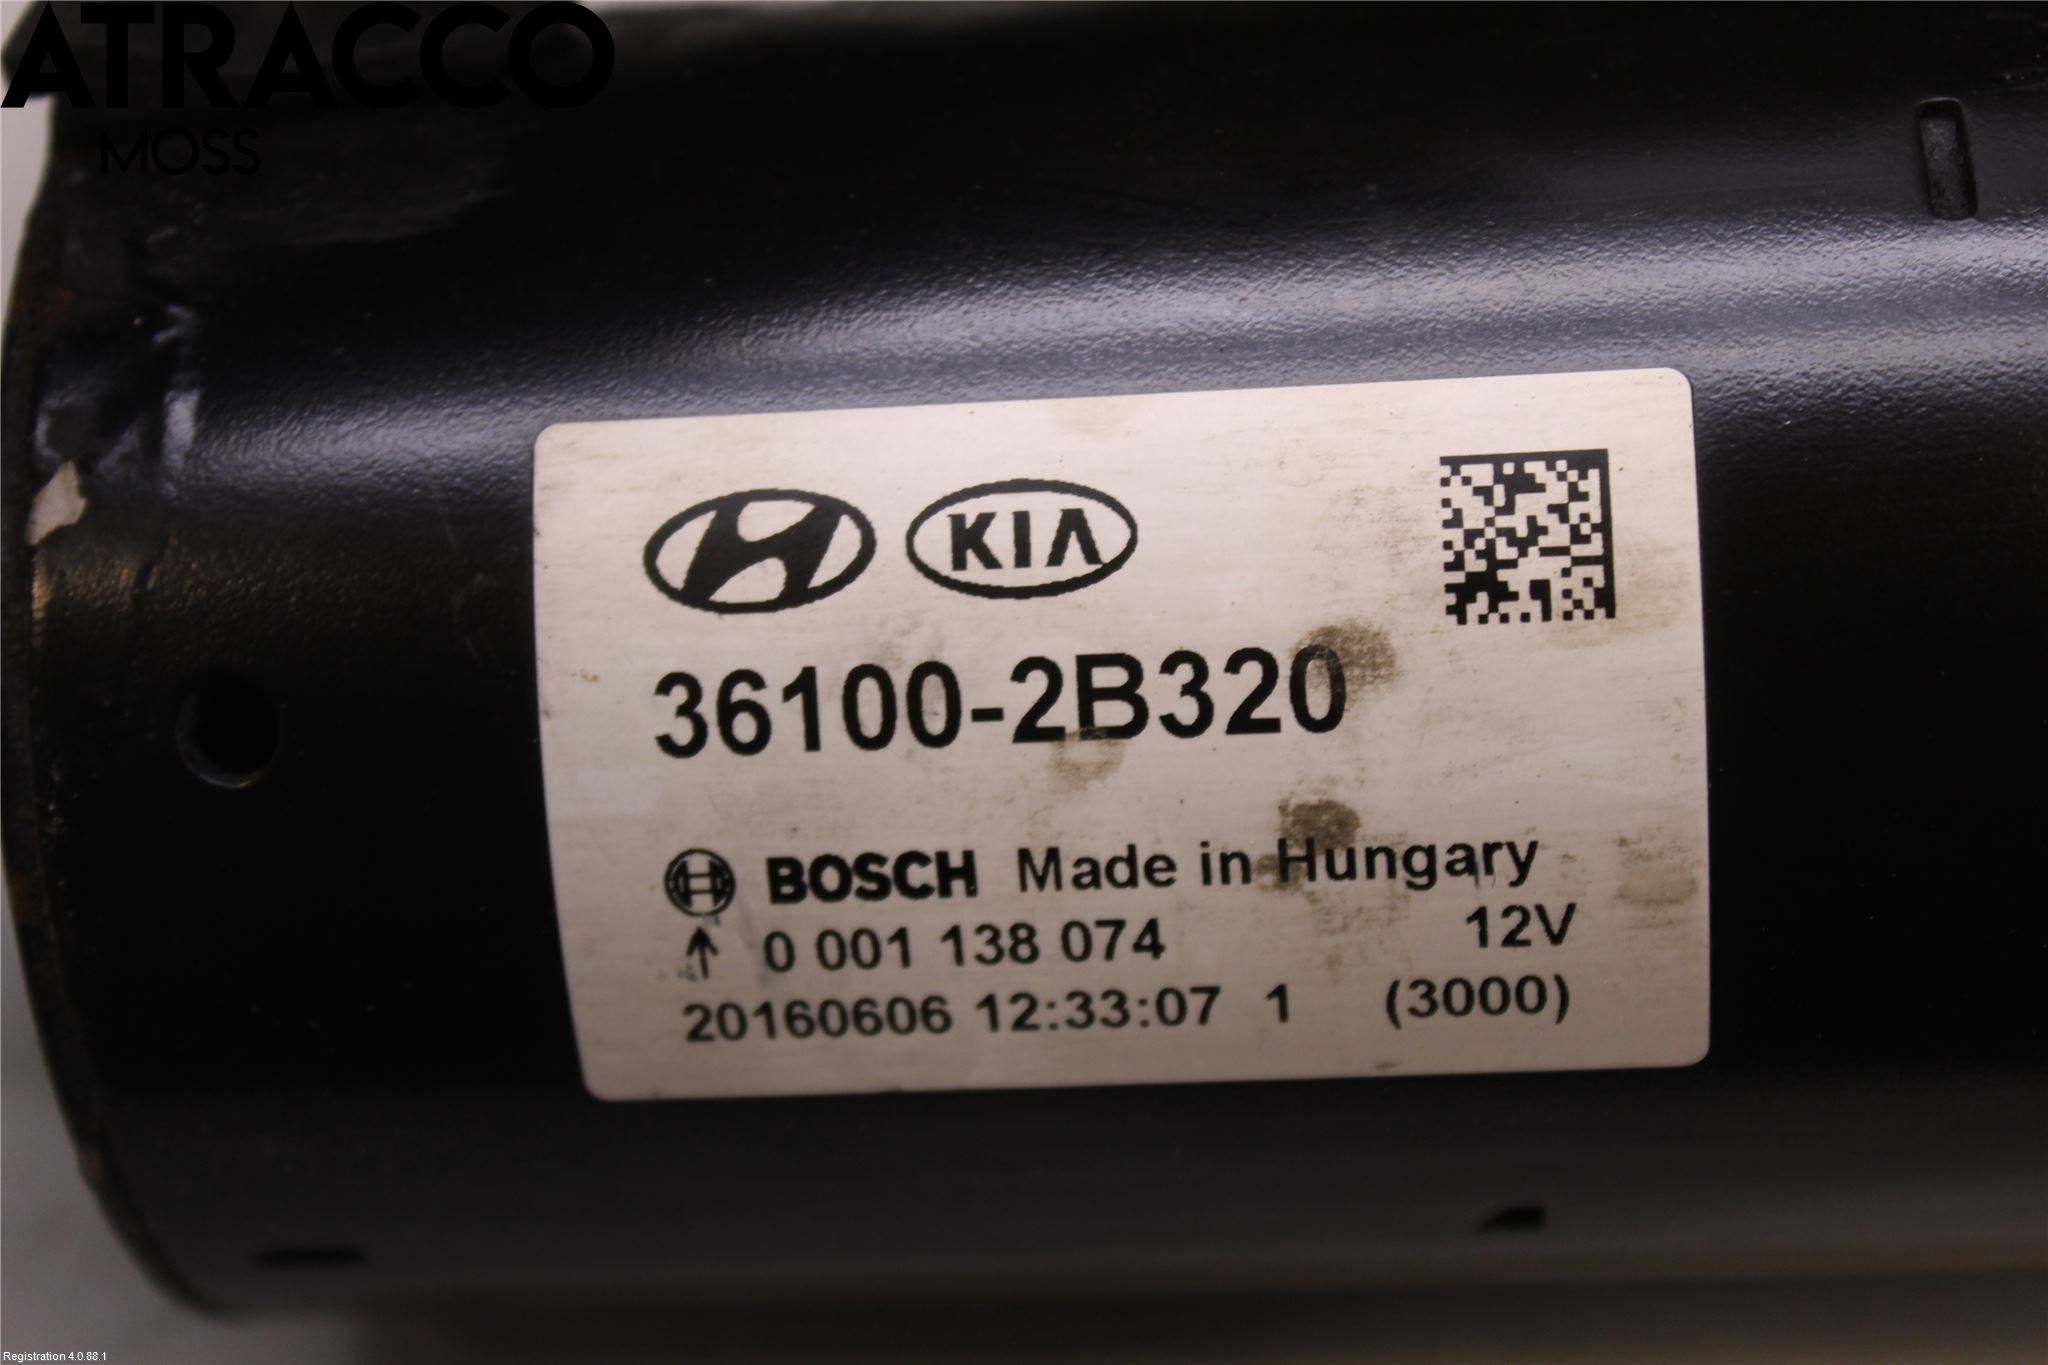 ATRACCO
MOSS
KIA
36100-2B320
BOSCH Made in Hungary
0 001 138 074 12V
20160606 12:33:07 1 (3000)
Registration 4.0.88.1